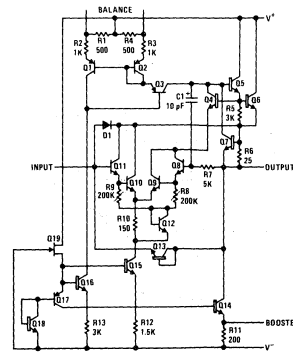 BALANCE
V+
R1
500
R4
500
R2
1K
R3
1K
Q1
Q2
Q3
Q5
C1
10 pF
Q4
Q6
R5
3K
Q7
D1
R6
25
INPUT
OUTPUT
Q11
Q10
Q9
Q8
R7
5K
R9
200K
R8
200K
Q12
R10
150
Q13
Q19
Q16
Q15
Q17
Q14
Q18
BOOSTE
R13
3K
R12
1.5K
R11
200
V-